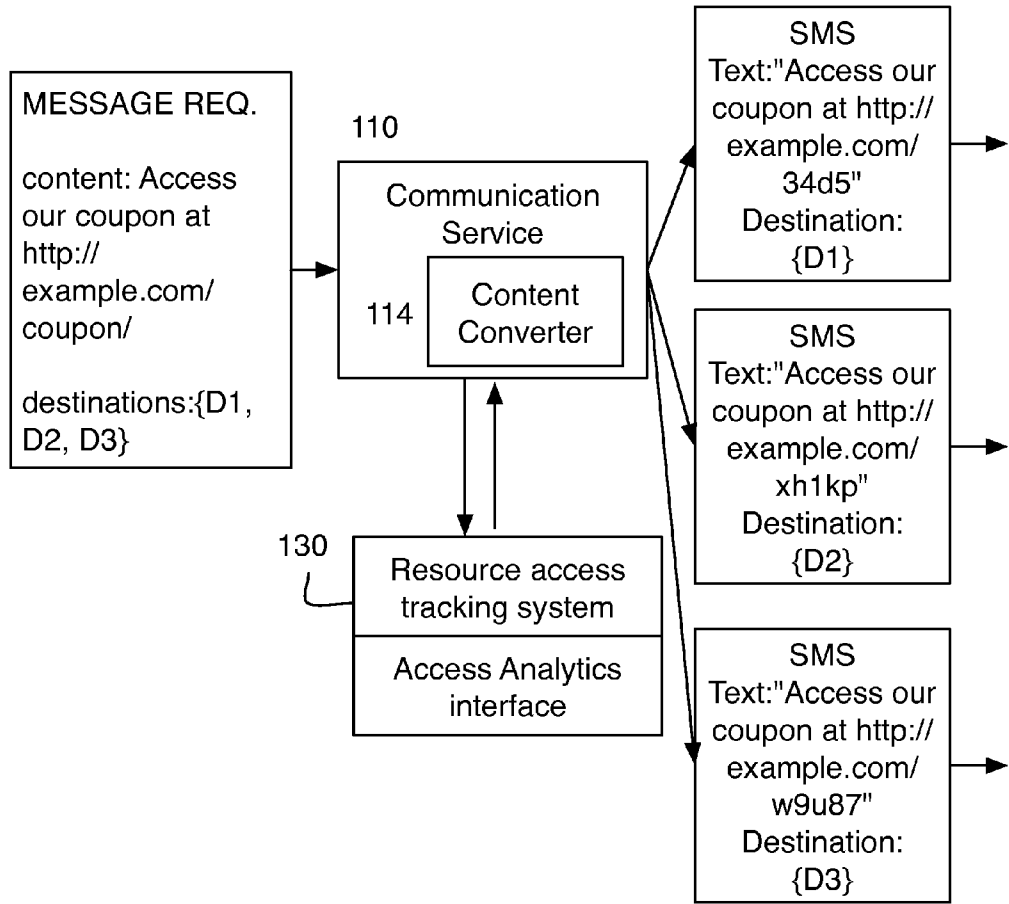 MESSAGE REQ.
content: Access
our coupon at
http://
example.com/
coupon/
destinations:{D1,
D2, D3}
110
Communication
Service
114
Content
Converter
130
Resource access
tracking system
Access Analytics
interface
SMS
Text:"Access our
coupon at http://
example.com/
34d5"
Destination:
{D1}
SMS
Text:"Access our
coupon at http://
example.com/
xh1kp"
Destination:
{D2}
SMS
Text:"Access our
coupon at http://
example.com/
w9u87"
Destination:
{D3}